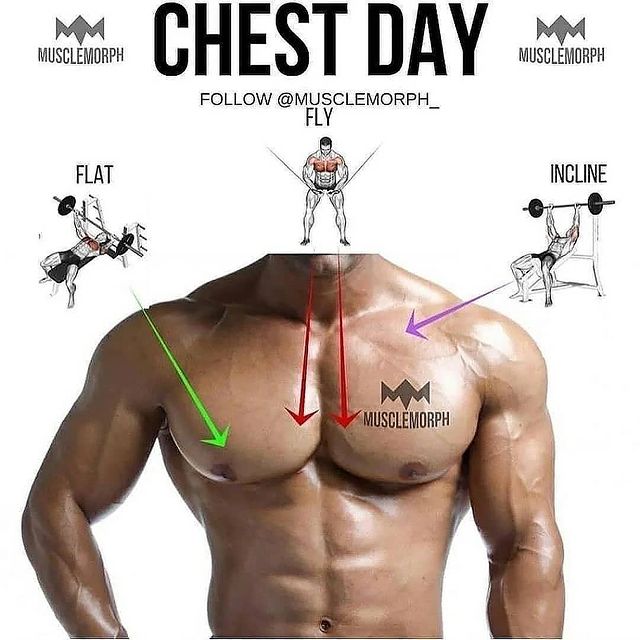 CHEST DAY
MUSCLEMORPH
MUSCLEMORPH
FOLLOW @MUSCLEMORPH_
FLY
FLAT
INCLINE
MUSCLEMORPH